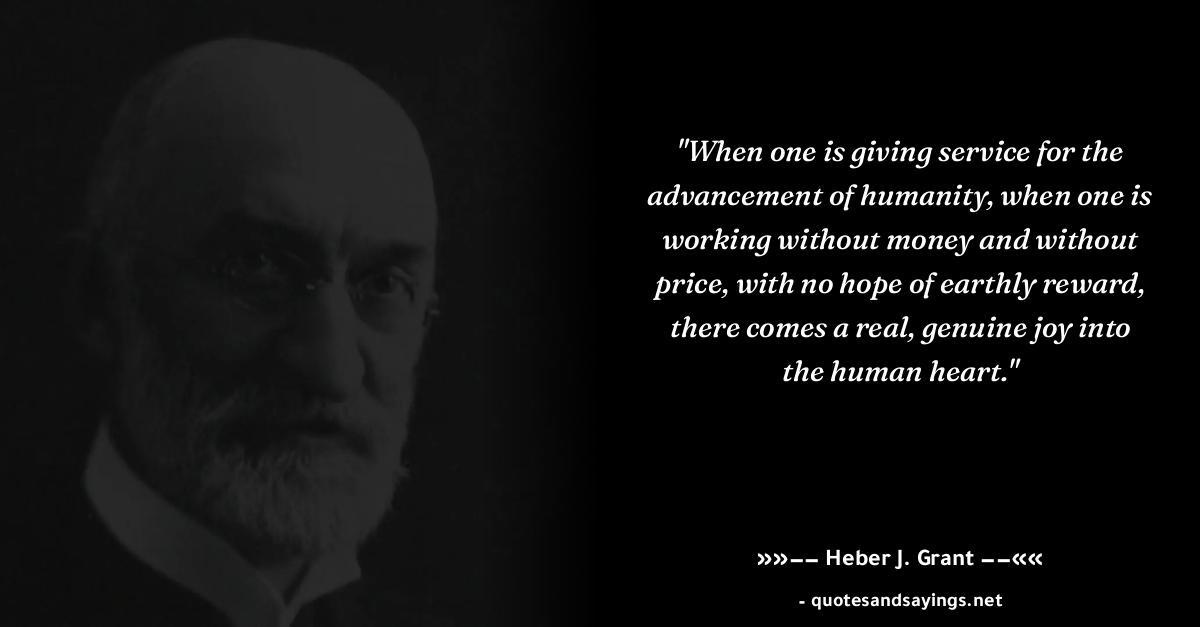 "When one is giving service for the
advancement of humanity, when one is
working without money and without
price, with no hope of earthly reward,
there comes a real, genuine joy into
the human heart."
»»−− Heber J. Grant −−««
- quotesandsayings.net